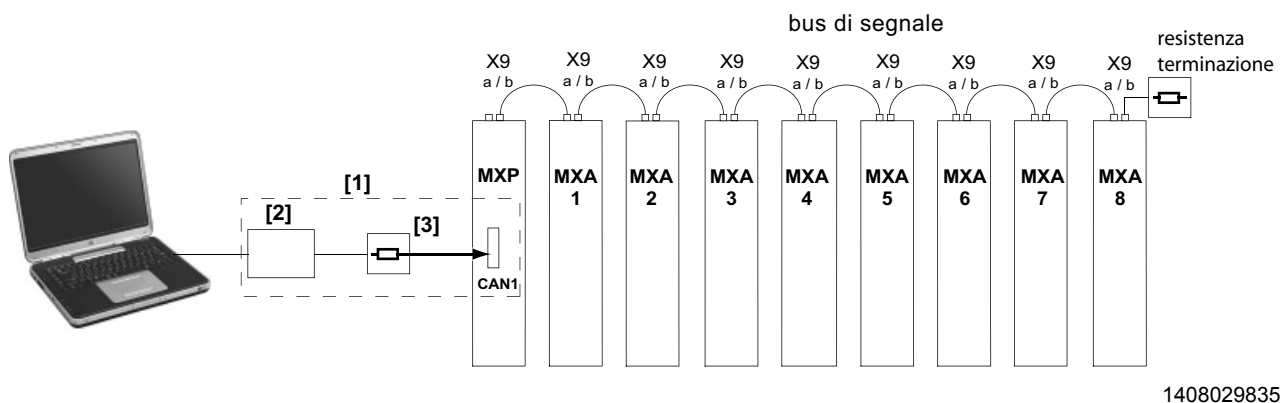 bus di segnale
resistenza
terminazione
X9 X9 X9 X9 X9 X9 X9 X9 X9
a / b a / b a / b a / b a / b a / b a / b a / b a / b
MXP MXA MXA MXA MXA MXA MXA MXA MXA
1 2 3 4 5 6 7 8
[1]
[2] [3]
CAN1
1408029835